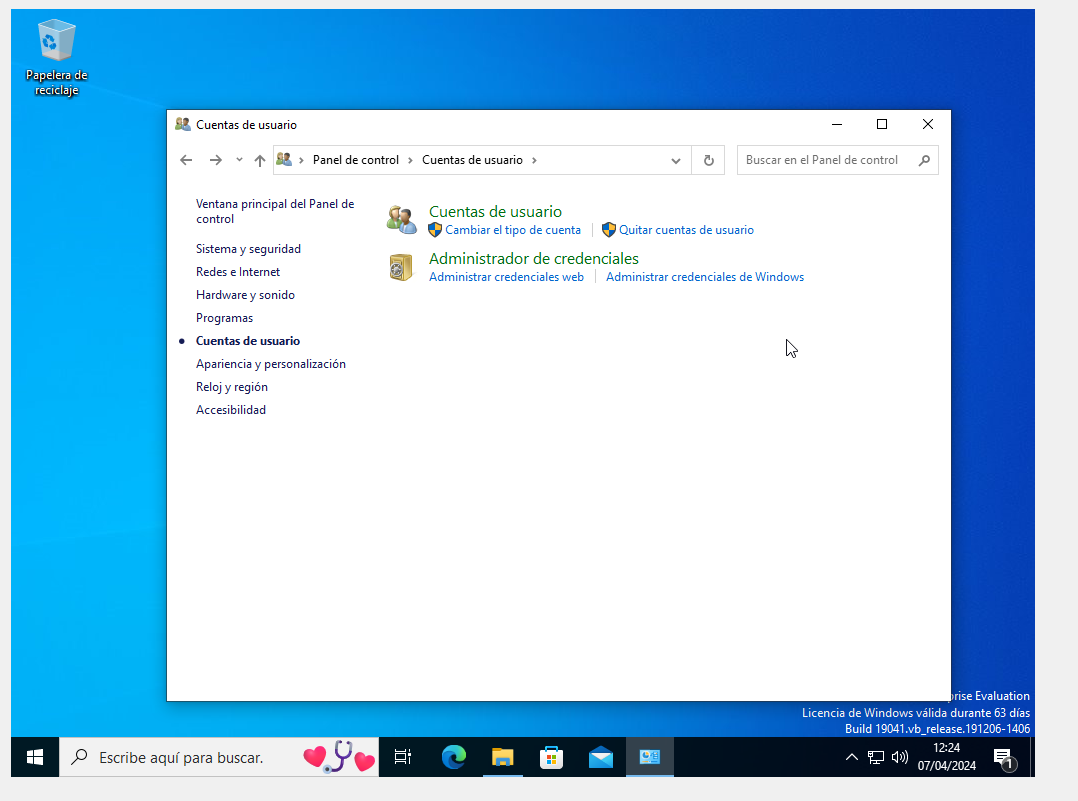 Papelera de
reciclaje
Cuentas de usuario
Panel de control
Cuentas de usuario
Buscar en el Panel de control
Ventana principal del Panel de
control
Sistema y seguridad
Redes e Internet
Hardware y sonido
Programas
Cuentas de usuario
Apariencia y personalización
Reloj y región
Accesibilidad
Cuentas de usuario
Cambiar el tipo de cuenta
Quitar cuentas de usuario
Administrador de credenciales
Administrar credenciales web
Administrar credenciales de Windows
Evaluation
Licencia de Windows válida durante 63 días
Build 19041.vb_release.191206-1406
Escribe aquí para buscar.
12:24
07/04/2024
1